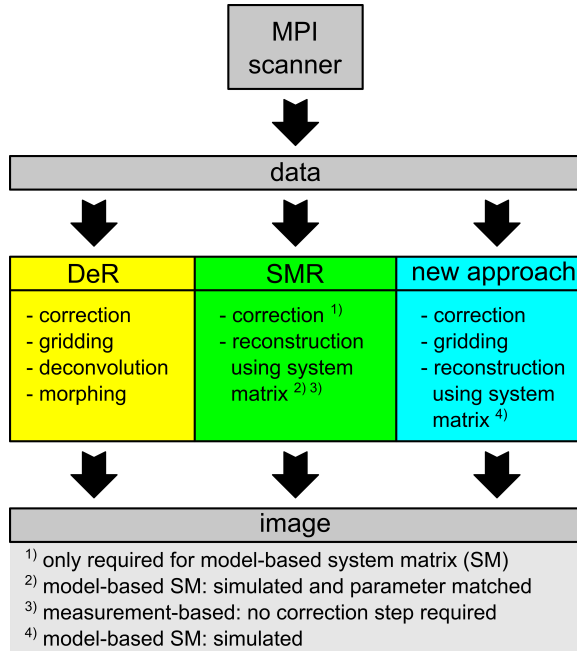 MPI
scanner
data
DeR
- correction
- gridding
- deconvolution
- morphing
SMR
- correction 1)
- reconstruction
using system
matrix 2) 3)
new approach
- correction
- gridding
- reconstruction
using system
matrix 4)
image
1) only required for model-based system matrix (SM)
2) model-based SM: simulated and parameter matched
3) measurement-based: no correction step required
4) model-based SM: simulated